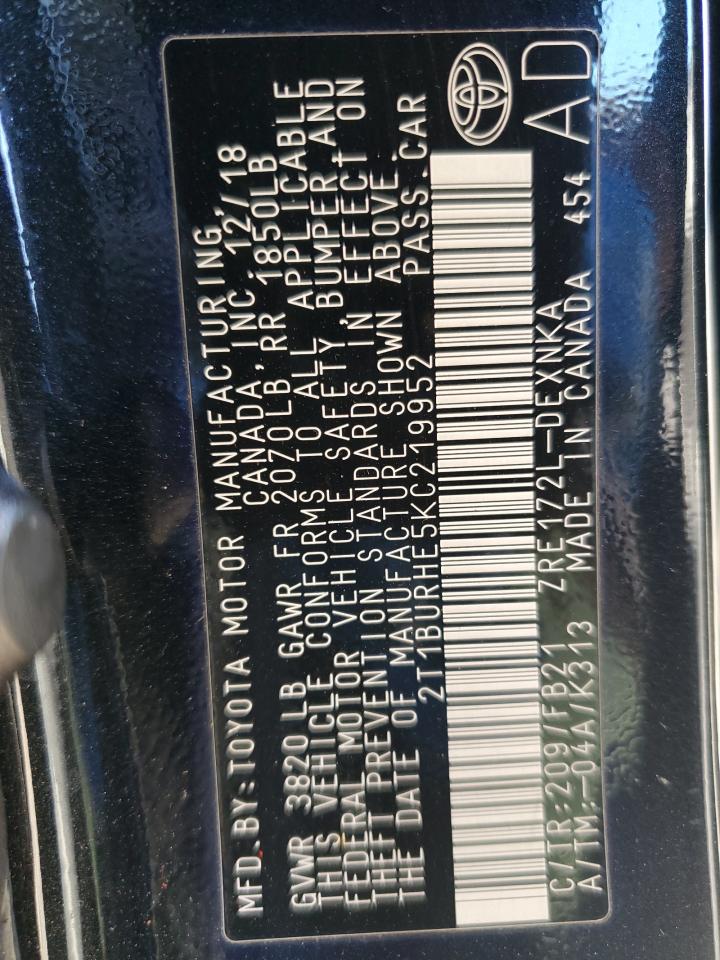 MFD. BY: TOYOTA MOTOR MANUFACTURING,
CANADA, INC. 12/18
GVWR 3820 LB GAWR FR 2070LB, RR 1850LB
THIS VEHICLE CONFORMS TO ALL APPLICABLE
FEDERAL MOTOR VEHICLE SAFETY, BUMPER, AND
THEFT PREVENTION STANDARDS IN EFFECT ON
THE DATE OF MANUFACTURE SHOWN ABOVE.
2T1BURHE5KC219952 PASS.CAR
C/TR:209/FB21 ZRE172L-DEXNKA 454 AD
A/TM:-04A/K313 MADE IN CANADA